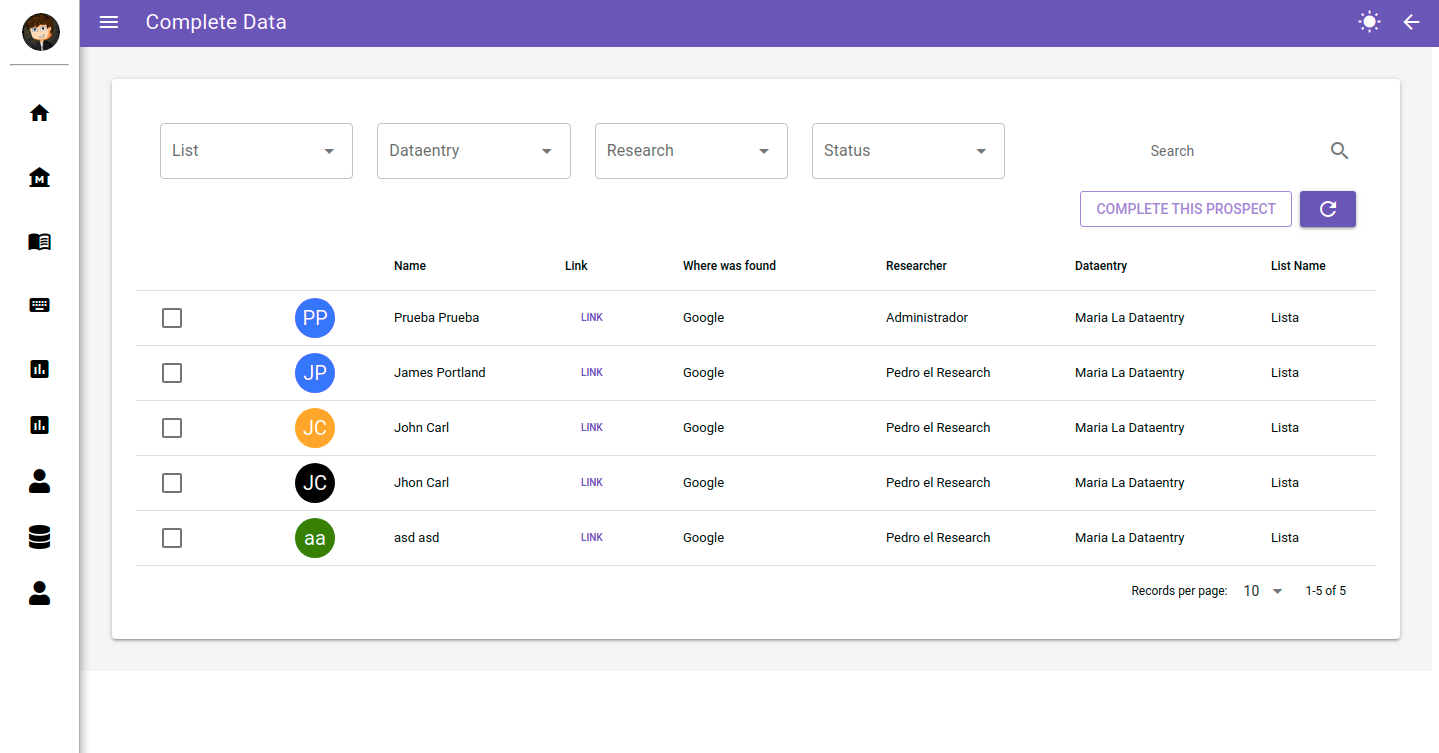 Complete Data
List Dataentry Research Status Search
COMPLETE THIS PROSPECT
Name Link Where was found Researcher Dataentry List Name
PP Prueba Prueba LINK Google Administrador Maria La Dataentry Lista
JP James Portland LINK Google Pedro el Research Maria La Dataentry Lista
JC John Carl LINK Google Pedro el Research Maria La Dataentry Lista
JC Jhon Carl LINK Google Pedro el Research Maria La Dataentry Lista
aa asd asd LINK Google Pedro el Research Maria La Dataentry Lista
Records per page: 10 1-5 of 5